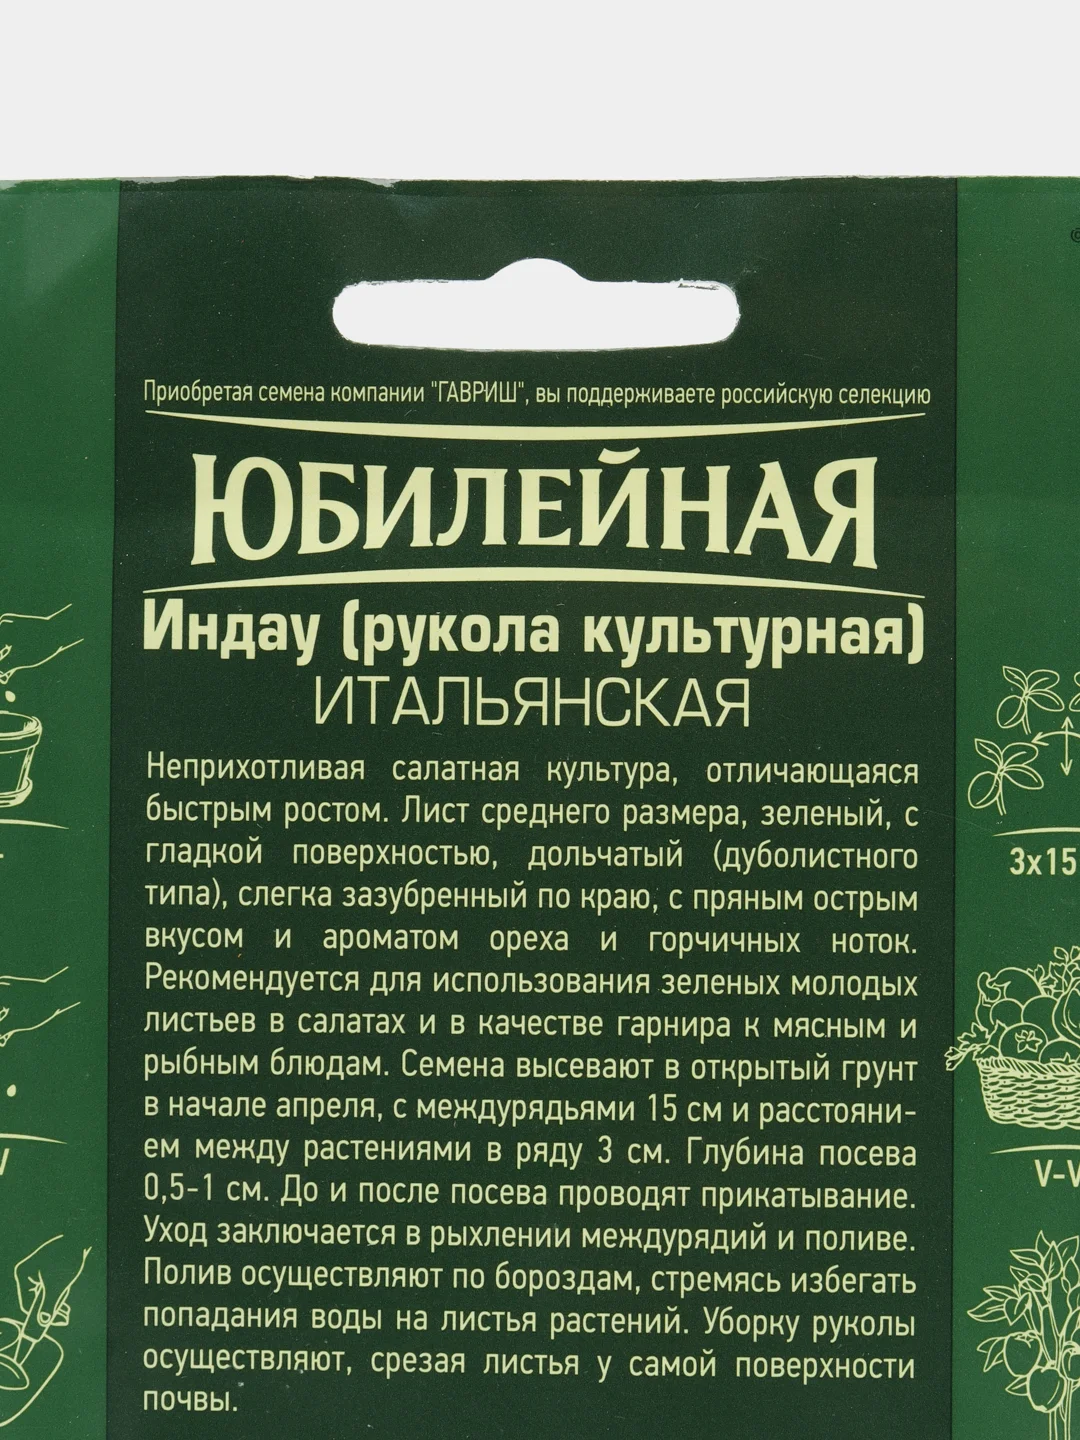 Приобретая семена компании "ГАВРИШ", вы поддерживаете российскую селекцию
ЮБИЛЕЙНАЯ
Индау (рукола культурная)
ИТАЛЬЯНСКАЯ
Неприхотливая салатная культура, отличающаяся
быстрым ростом. Лист среднего размера, зеленый, с
гладкой поверхностью, дольчатый (дуболистного
типа), слегка зазубренный по краю, с пряным острым
вкусом и ароматом ореха и горчичных ноток.
Рекомендуется для использования зеленых молодых
листьев в салатах и в качестве гарнира к мясным и
рыбным блюдам. Семена высевают в открытый грунт
в начале апреля, с междурядьями 15 см и расстояни-
ем между растениями в ряду 3 см. Глубина посева
0,5-1 см. До и после посева проводят прикатывание.
Уход заключается в рыхлении междурядий и поливе.
Полив осуществляют по бороздам, стремясь избегать
попадания воды на листья растений. Уборку руколы
осуществляют, срезая листья у самой поверхности
почвы.
3х15